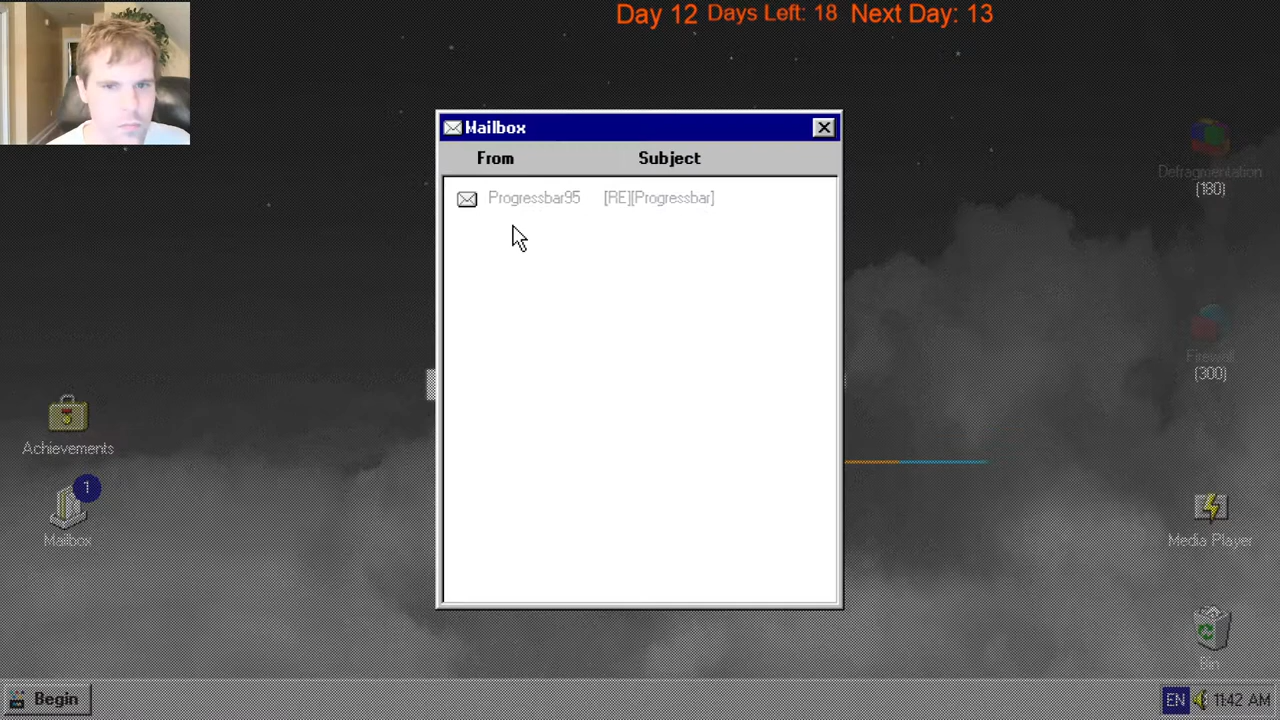 Day 12 Days Left: 18 Next Day: 13
Mailbox
From Subject
Progressbar95 [RE][Progressbar]
Defragmentation
(180)
Firewall
(300)
Achievements
1
Mailbox
Media Player
Bin
Begin
EN 11:42 AM